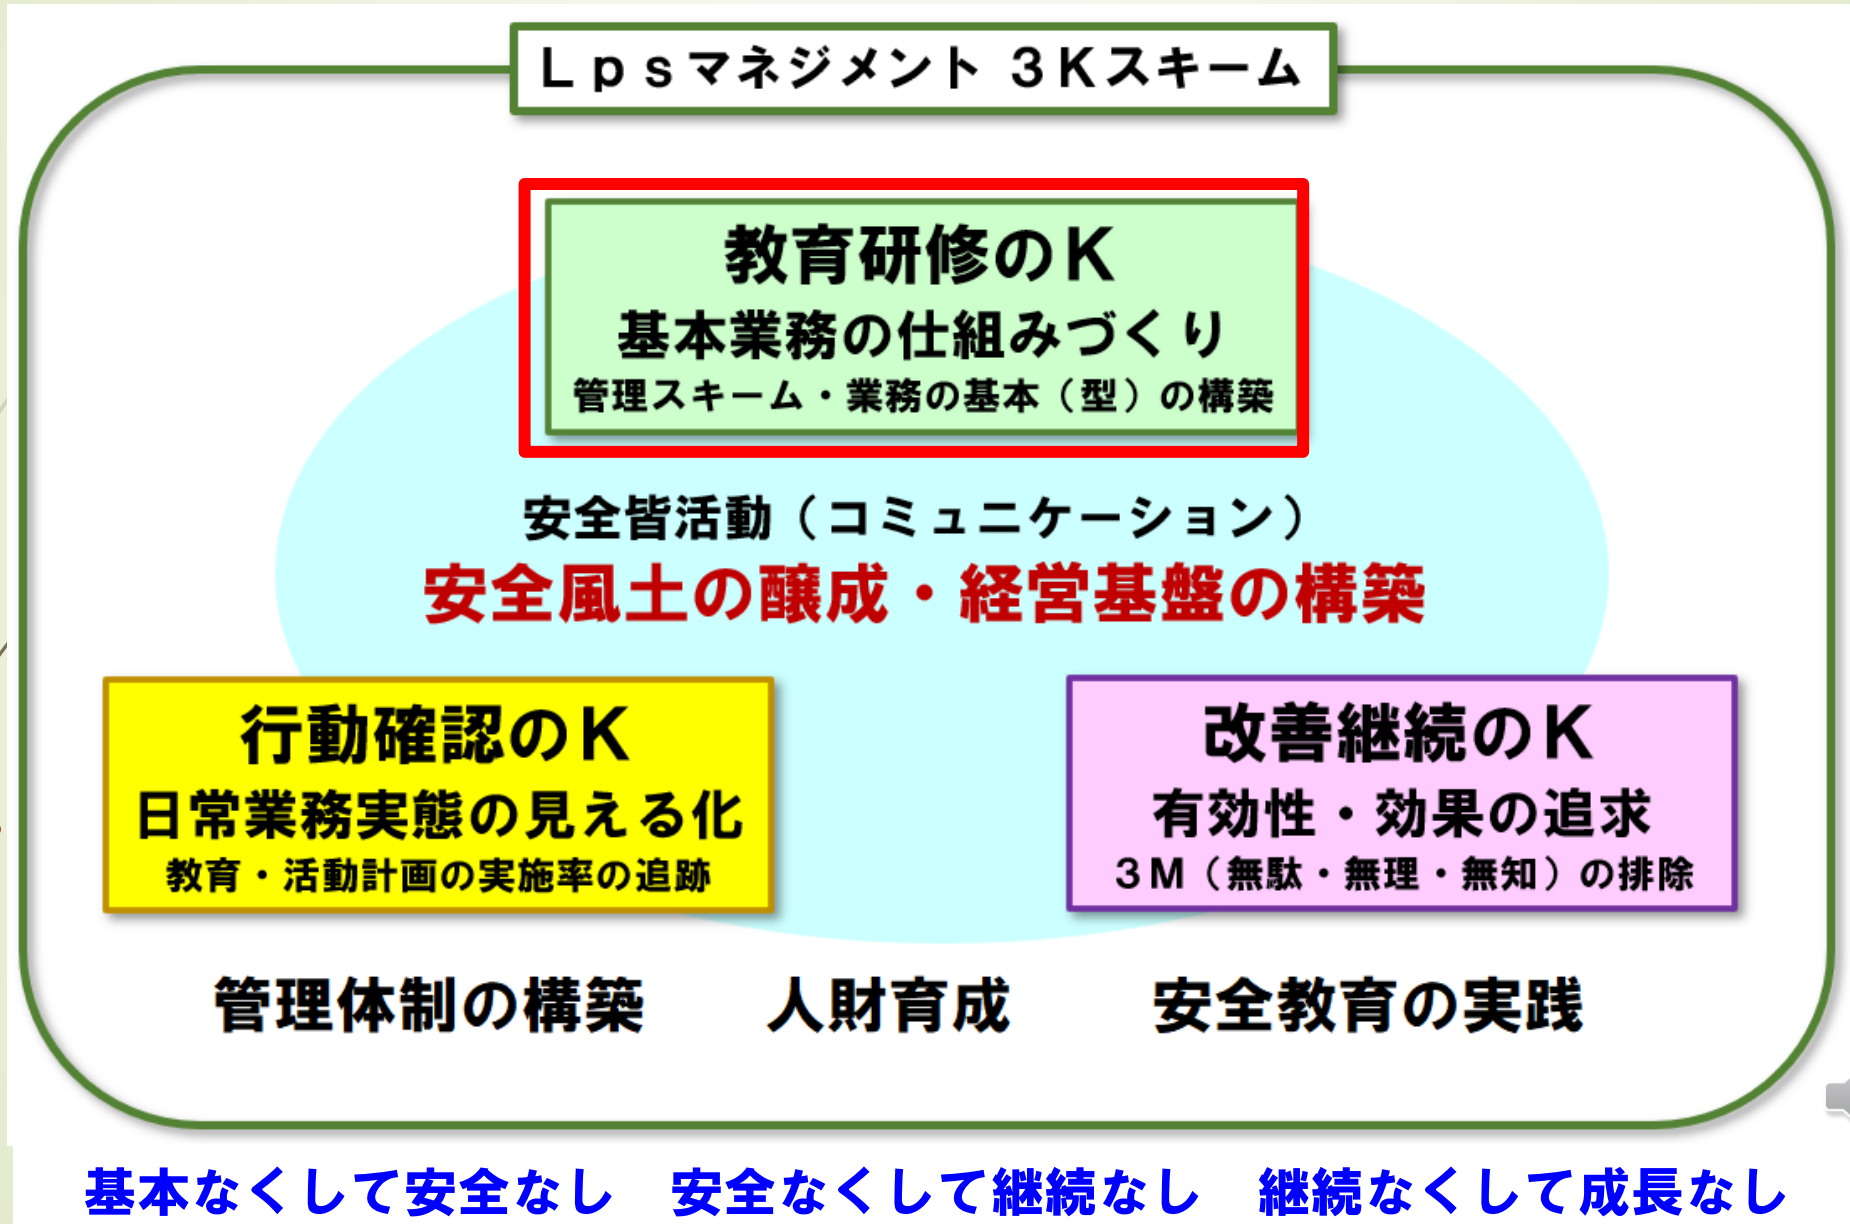 Ｌｐｓマネジメント ３Ｋスキーム
教育研修のＫ
基本業務の仕組みづくり
管理スキーム・業務の基本（型）の構築
安全皆活動（コミュニケーション）
安全風土の醸成・経営基盤の構築
行動確認のＫ
日常業務実態の見える化
教育・活動計画の実施率の追跡
改善継続のＫ
有効性・効果の追求
３Ｍ（無駄・無理・無知）の排除
管理体制の構築　人財育成　安全教育の実践
基本なくして安全なし　安全なくして継続なし　継続なくして成長なし